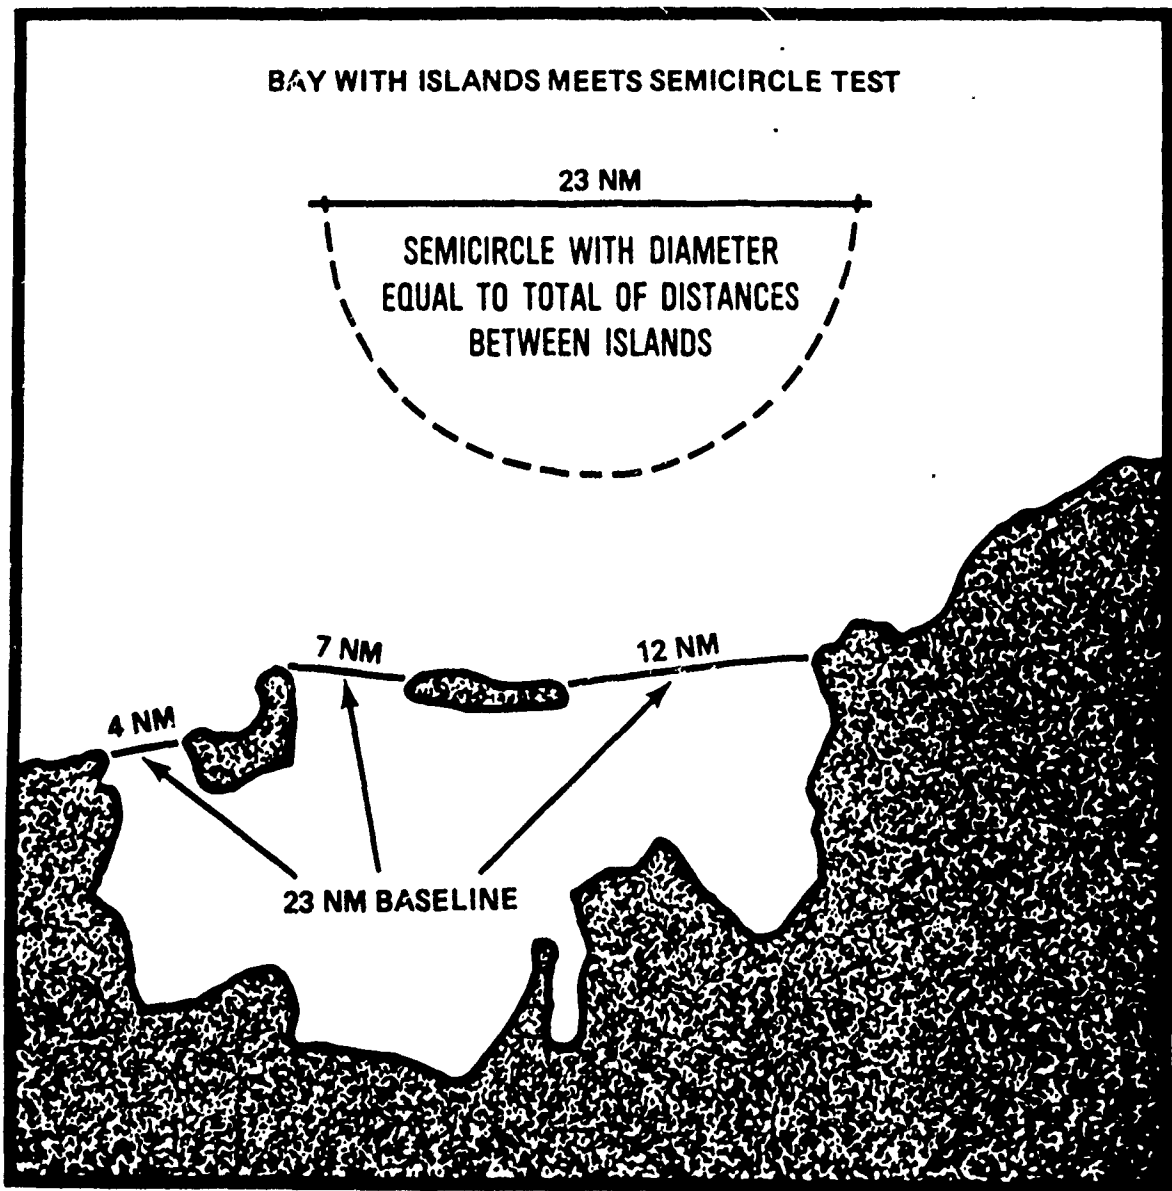 BAY WITH ISLANDS MEETS SEMICIRCLE TEST
23 NM
SEMICIRCLE WITH DIAMETER
EQUAL TO TOTAL OF DISTANCES
BETWEEN ISLANDS
7 NM
12 NM
4 NM
23 NM BASELINE